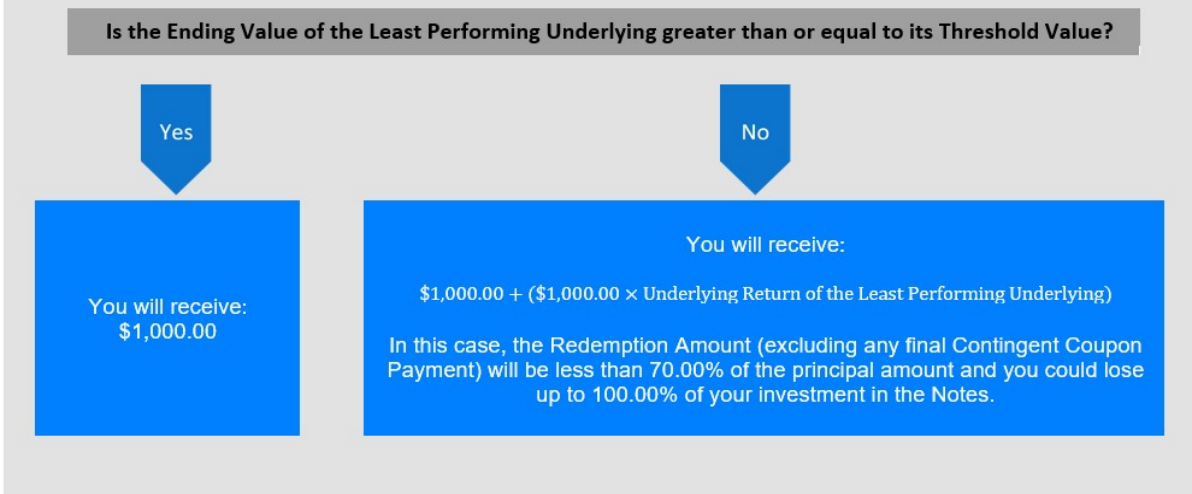 Is the Ending Value of the Least Performing Underlying greater than or equal to its Threshold Value?
Yes
No
You will receive:
$1,000.00
You will receive:
$1,000.00 + ($1,000.00 × Underlying Return of the Least Performing Underlying)
In this case, the Redemption Amount (excluding any final Contingent Coupon
Payment) will be less than 70.00% of the principal amount and you could lose
up to 100.00% of your investment in the Notes.